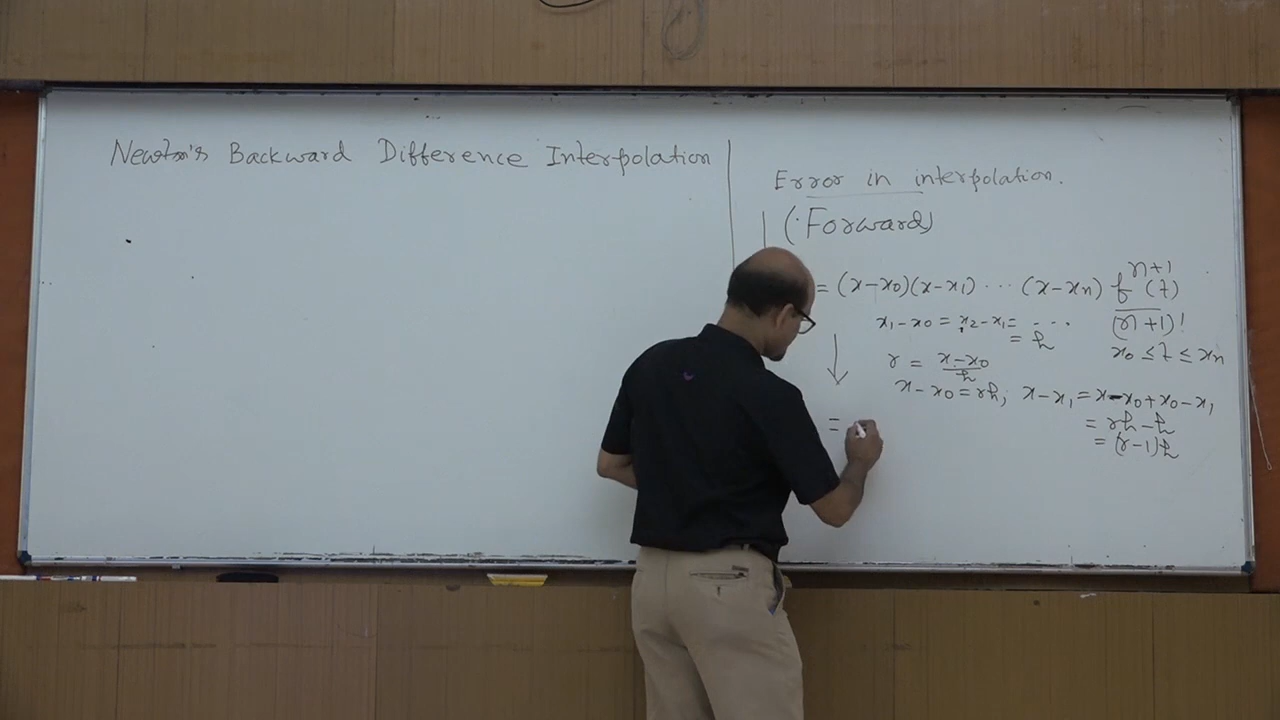 Newton's Backward Difference Interpolation
Error in interpolation.
(Forward)
= (x-x0)(x-x1) ... (x-xn) f^{n+1}(z) / (n+1)!
x1-x0 = x2-x1 = ... = h
x0 ≤ z ≤ xn
r = (x-x0)/h
x-x0 = rh; x-x1 = x-x0+x0-x1
= rh-h
= (r-1)h
=